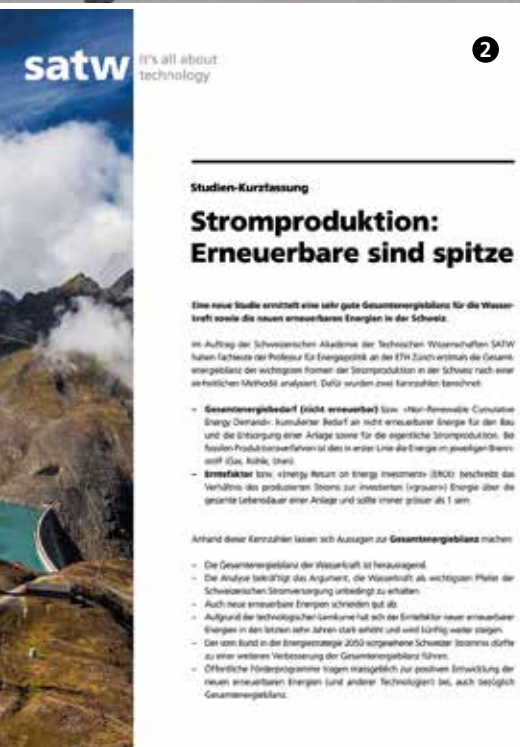 satw it's all about
technology
❷
Studien-Kurzfassung
Stromproduktion:
Erneuerbare sind spitze
Eine neue Studie ermittelt eine sehr gute Gesamtenergiebilanz für die Wasser-
kraft sowie die neuen erneuerbaren Energien in der Schweiz.
Im Auftrag der Schweizerischen Akademie der Technischen Wissenschaften SATW
haben Fachleute der Professur für Energiepolitik an der ETH Zürich erstmals die Gesamt-
energiebilanz der wichtigsten Formen der Stromproduktion in der Schweiz nach einer
einheitlichen Methodik analysiert. Dafür wurden zwei Kennzahlen berechnet:
– Gesamtenergiebedarf (nicht erneuerbar) bzw. «Non-Renewable Cumulative
Energy Demand»: kumulierter Bedarf an nicht erneuerbarer Energie für den Bau
und die Entsorgung einer Anlage sowie für die eigentliche Stromproduktion. Bei
fossilen Produktionsverfahren ist dies in erster Linie die Energie im jeweiligen Brenn-
stoff (Gas, Kohle, Uran).
– Erntefaktor bzw. «Energy Return on Energy Investment» (EROI): beschreibt das
Verhältnis des produzierten Stroms zur investierten («grauen») Energie über die
gesamte Lebensdauer einer Anlage und sollte immer grösser als 1 sein.
Anhand dieser Kennzahlen lassen sich Aussagen zur Gesamtenergiebilanz machen:
– Die Gesamtenergiebilanz der Wasserkraft ist herausragend.
– Die Analyse bekräftigt das Argument, die Wasserkraft als wichtigsten Pfeiler der
Schweizerischen Stromversorgung unbedingt zu erhalten.
– Auch neue erneuerbare Energien schneiden gut ab.
– Aufgrund der technologischen Lernkurve hat sich der Erntefaktor neuer erneuerbarer
Energien in den letzten zehn Jahren stark erhöht und wird künftig weiter steigen.
– Der vom Bund in der Energiestrategie 2050 vorgesehene Schweizer Strommix dürfte
zu einer weiteren Verbesserung der Gesamtenergiebilanz führen.
– Öffentliche Förderprogramme tragen massgeblich zur positiven Entwicklung der
neuen erneuerbaren Energien (und anderer Technologien) bei, auch bezüglich
Gesamtenergiebilanz.